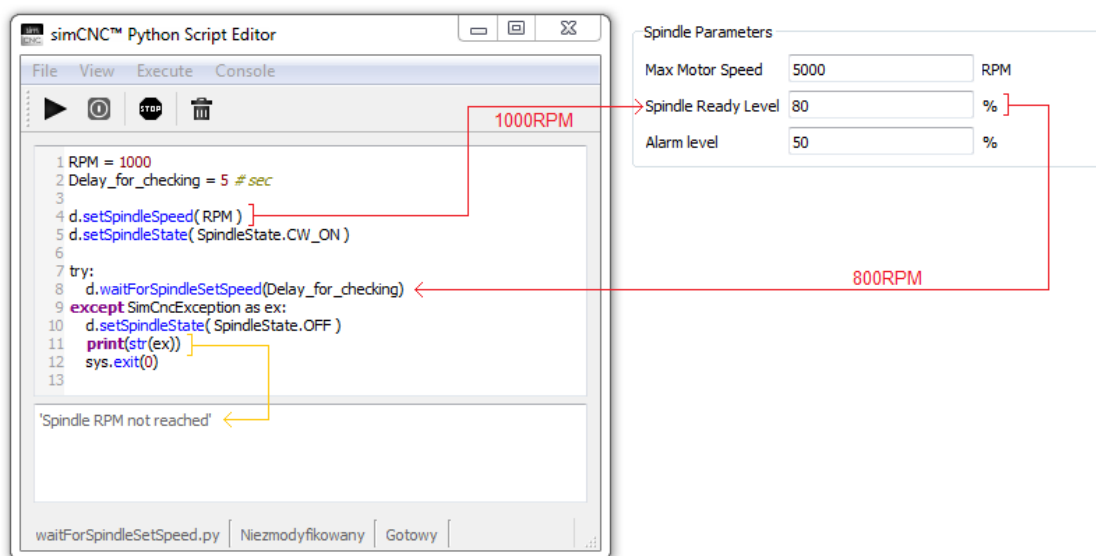 simCNC™ Python Script Editor
File View Execute Console
STOP
1000RPM
1 RPM = 1000
2 Delay_for_checking = 5 # sec
3
4 d.setSpindleSpeed( RPM )
5 d.setSpindleState( SpindleState.CW_ON )
6
7 try:
8 d.waitForSpindleSetSpeed(Delay_for_checking)
9 except SimCncException as ex:
10 d.setSpindleState( SpindleState.OFF )
11 print(str(ex))
12 sys.exit(0)
13
'Spindle RPM not reached'
waitForSpindleSetSpeed.py Niezmodyfikowany Gotowy
Spindle Parameters
Max Motor Speed 5000 RPM
Spindle Ready Level 80 %
Alarm level 50 %
800RPM